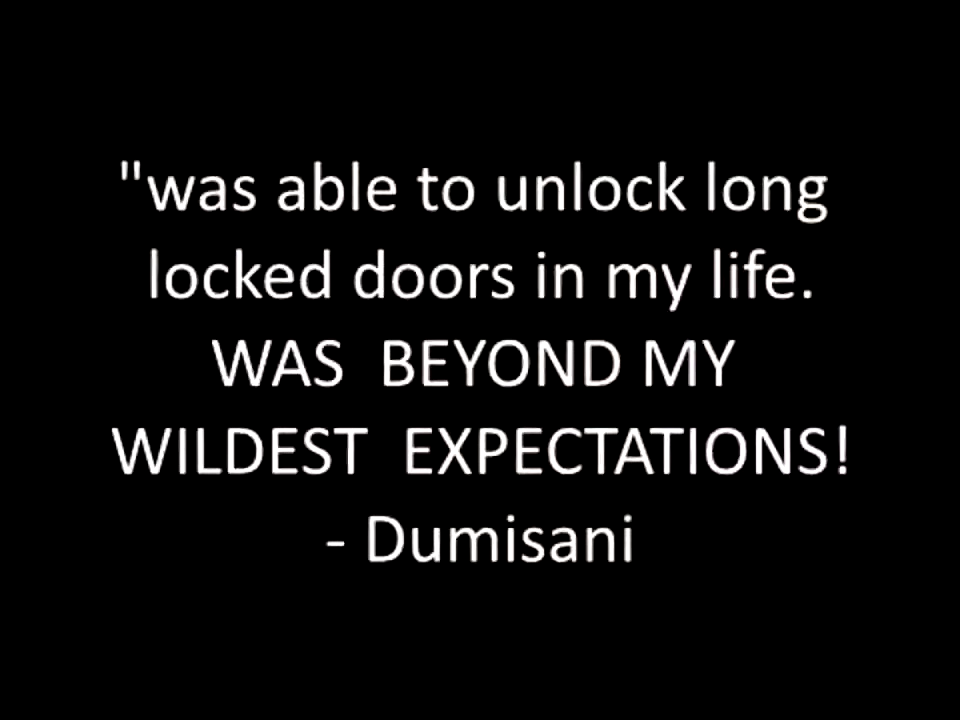 "was able to unlock long
locked doors in my life.
WAS  BEYOND MY
WILDEST  EXPECTATIONS!
- Dumisani